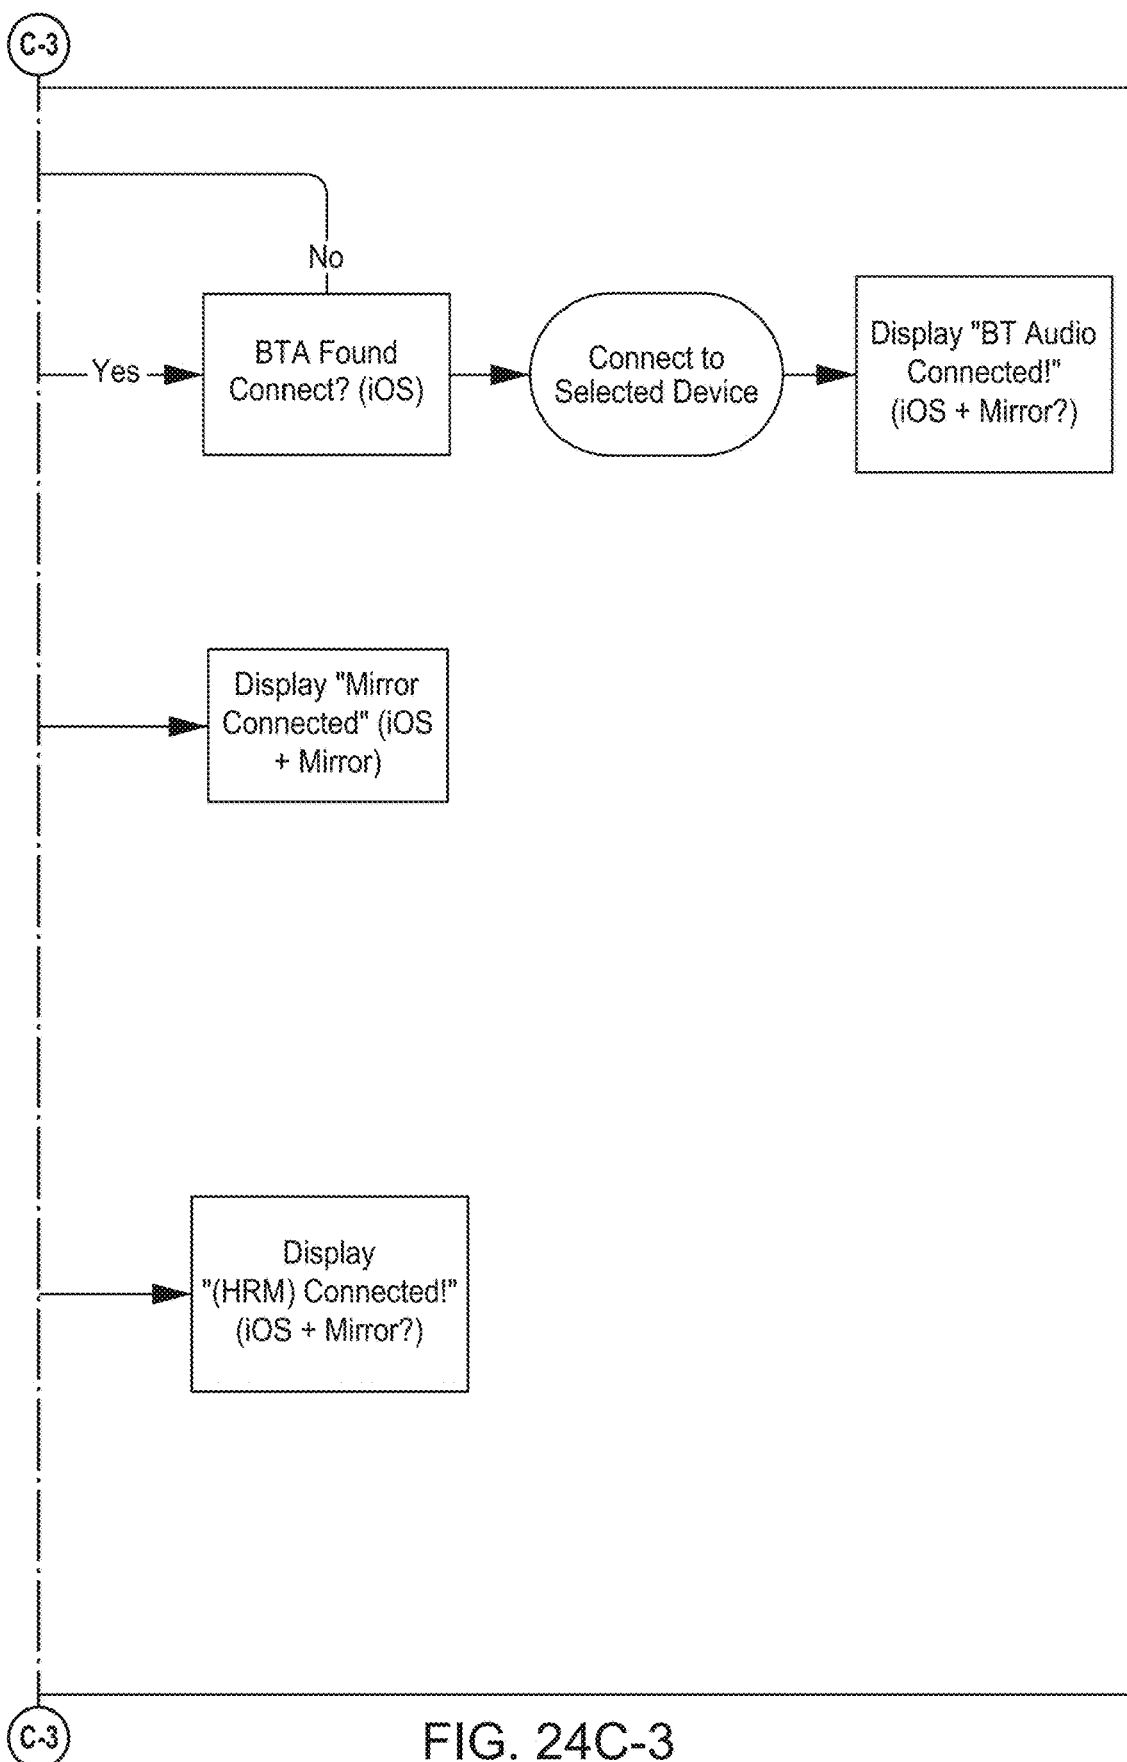 C-3
No
Yes
BTA Found
Connect? (iOS)
Connect to
Selected Device
Display "BT Audio
Connected!"
(iOS + Mirror?)
Display "Mirror
Connected" (iOS
+ Mirror)
Display
"(HRM) Connected!"
(iOS + Mirror?)
C-3
FIG. 24C-3